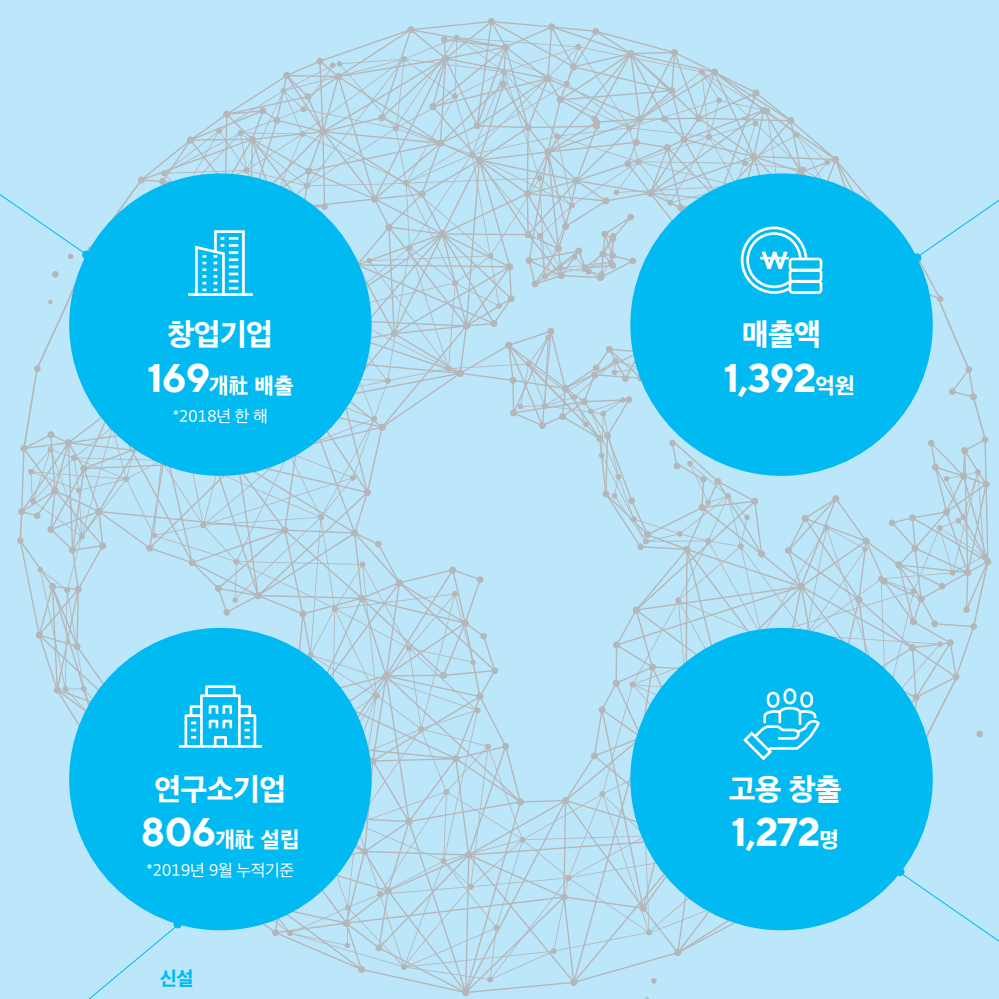 창업기업
169개社 배출
*2018년 한 해
₩
매출액
1,392억원
연구소기업
806개社 설립
*2019년 9월 누적기준
고용 창출
1,272명
신설